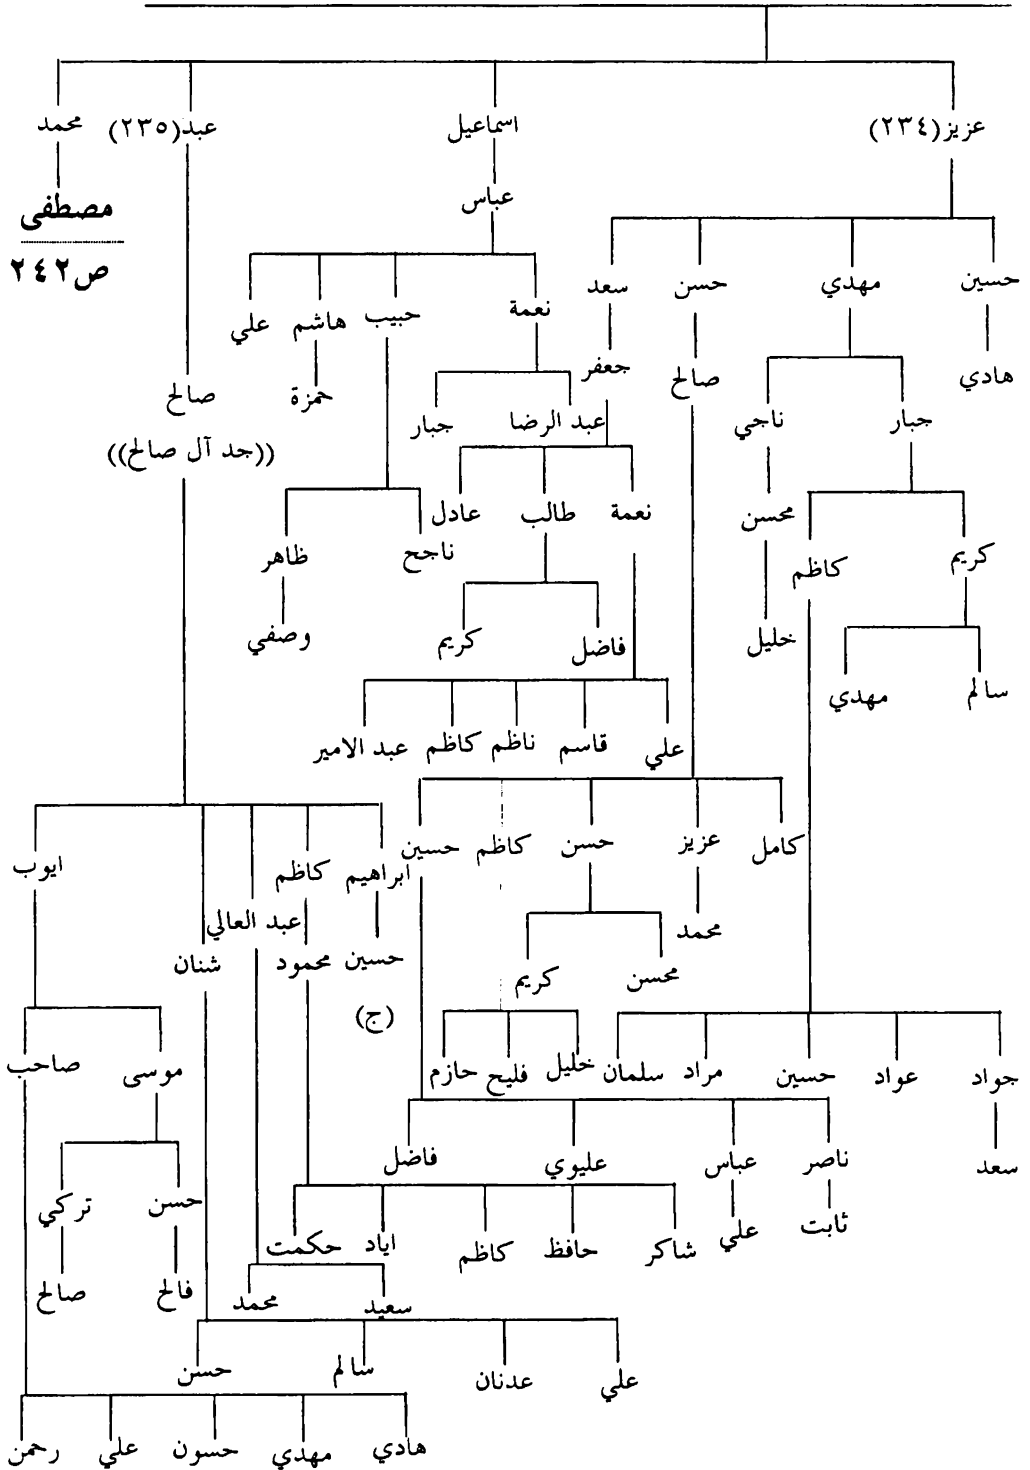 عزيز (٢٣٤) اسماعيل عبد (٢٣٥) محمد
عباس مصطفى
حسين مهدي حسن سعد ص٢٤٢
نعمة حبيب هاشم علي
هادي صالح جعفر حمزة صالح
جبار ناجي عبد الرضا جبار
((جد آل صالح))
محسن نعمة طالب عادل
كريم كاظم ناجح ظاهر
خليل فاضل كريم وصفي
سالم مهدي
علي قاسم ناظم كاظم عبد الامير
كامل عزيز حسن كاظم حسين ابراهيم كاظم ايوب
محمد عبد العالي
محسن كريم حسين محمود شنان
(ج)
جواد عواد حسين مراد سلمان خليل فليح حازم موسى صاحب
سعد ناصر عباس عليوي فاضل
حسن تركي
ثابت علي شاكر حافظ كاظم اياد حكمت
سعيد محمد فالح صالح
علي عدنان سالم حسن
هادي مهدي حسون علي رحمن